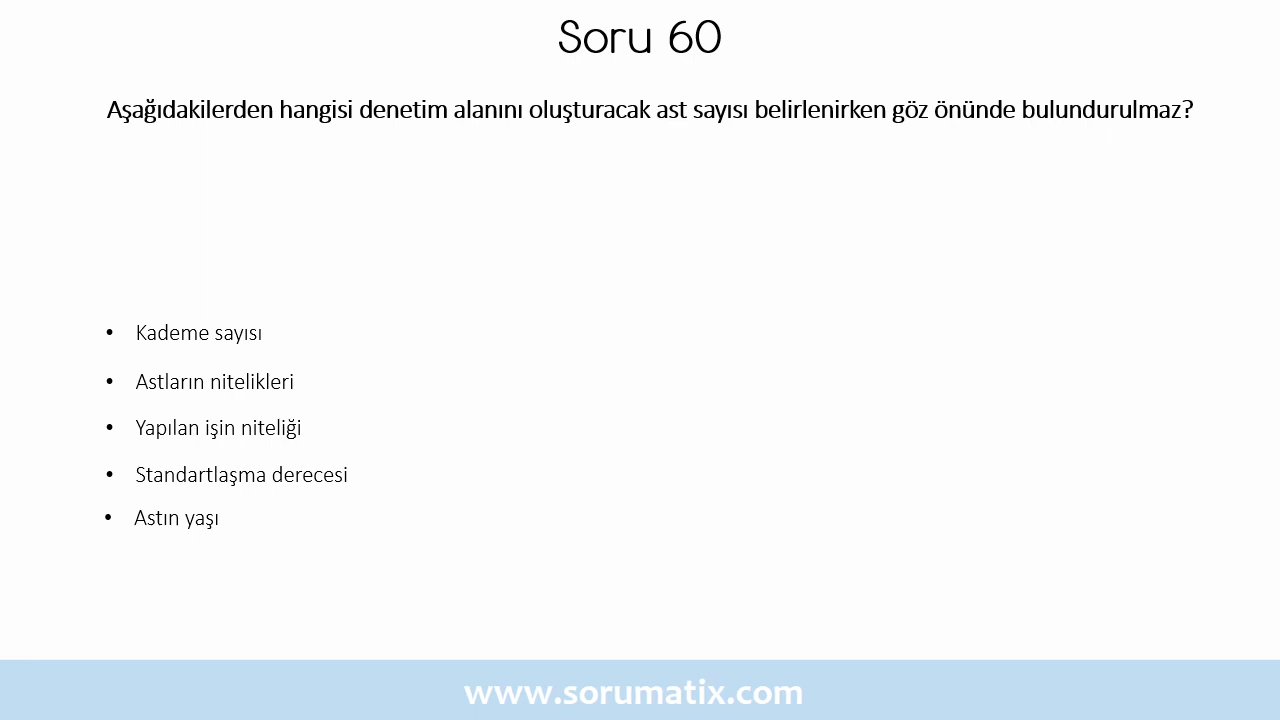 Soru 60
Aşağıdakilerden hangisi denetim alanını oluşturacak ast sayısı belirlenirken göz önünde bulundurulmaz?
• Kademe sayısı
• Astların nitelikleri
• Yapılan işin niteliği
• Standartlaşma derecesi
• Astın yaşı
www.sorumatix.com